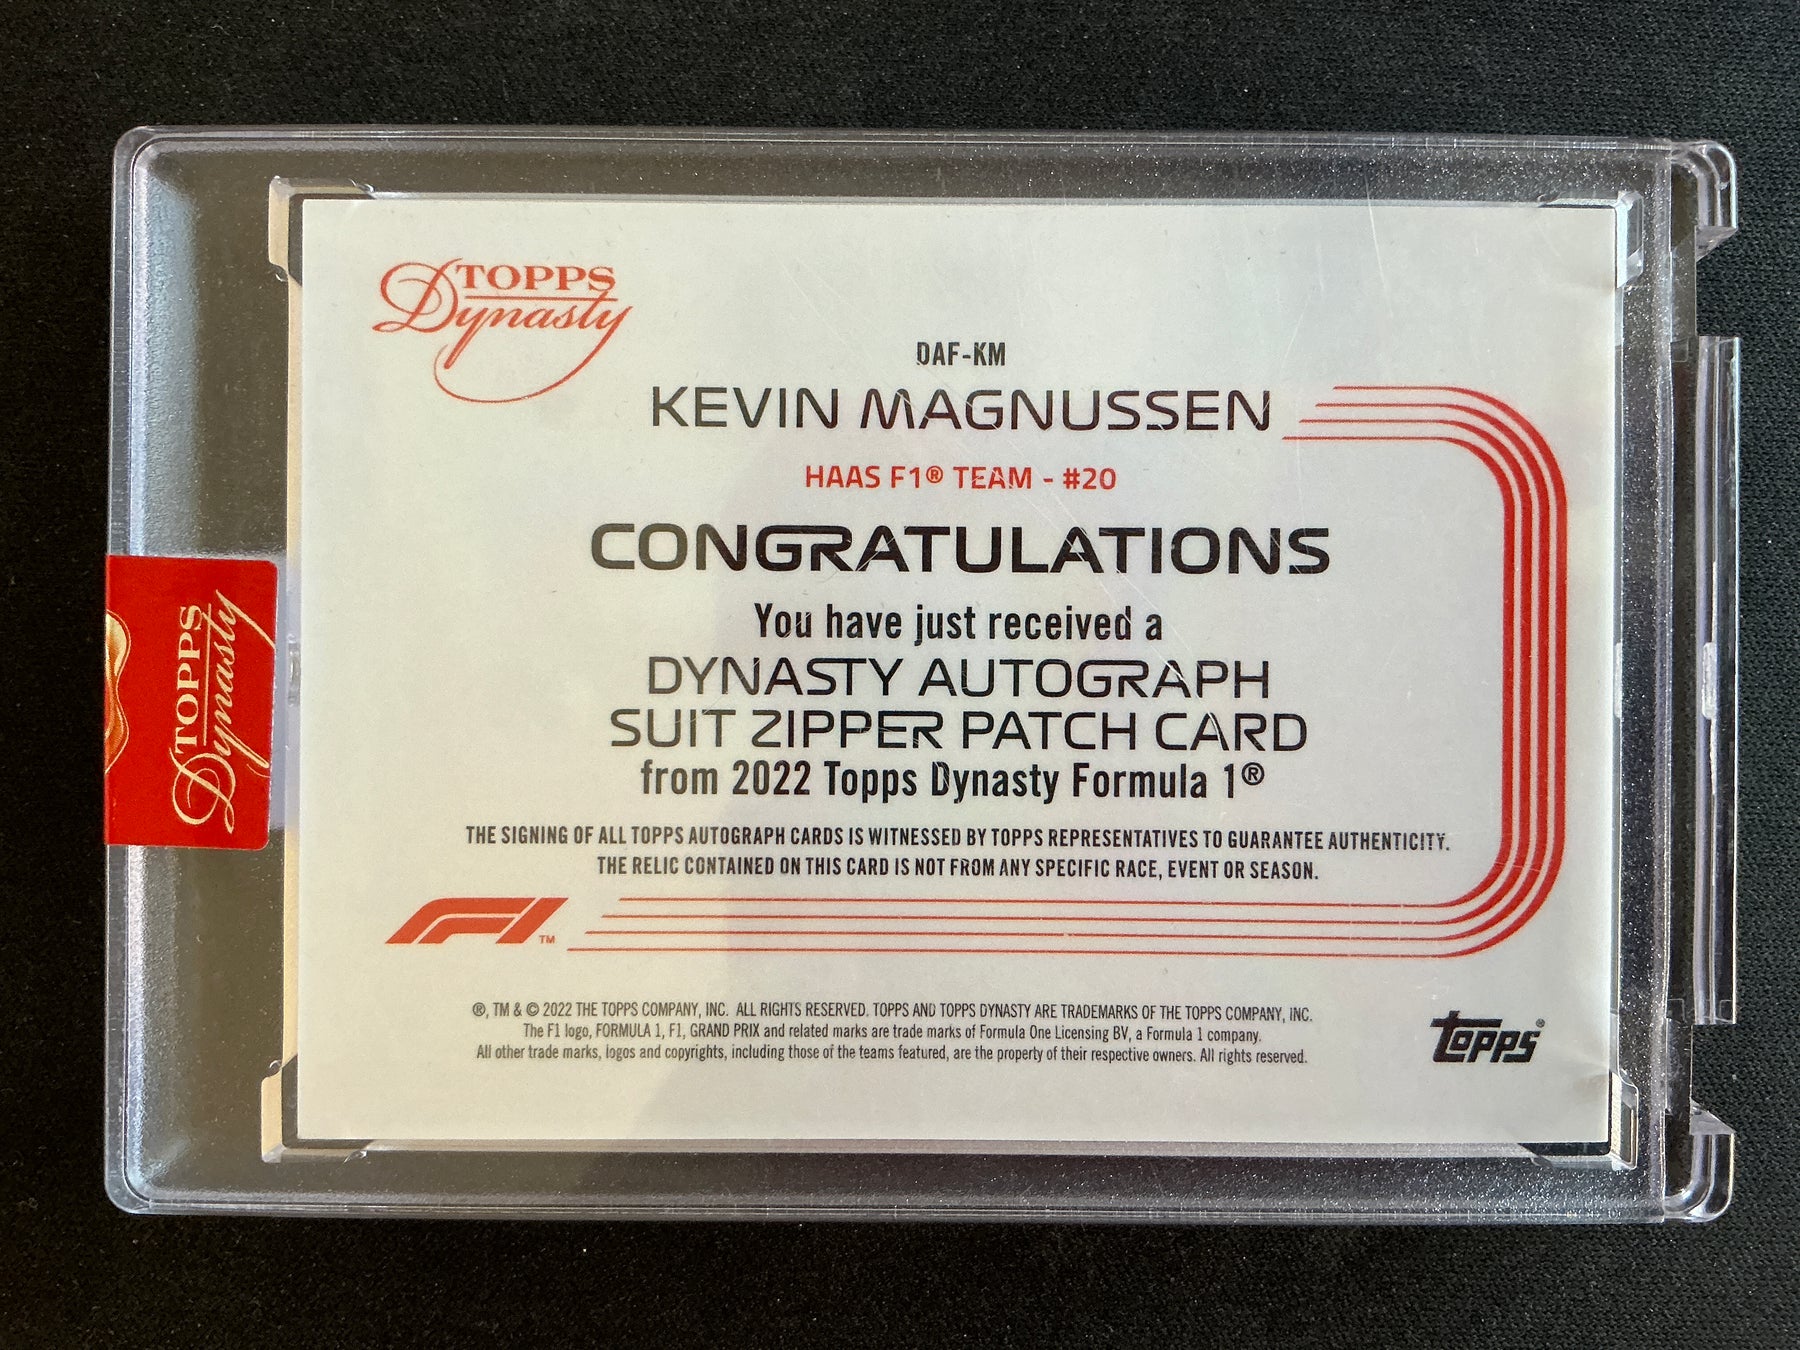 TOPPS
Dynasty
DAF-KM
KEVIN MAGNUSSEN
HAAS F1® TEAM - #20
CONGRATULATIONS
You have just received a
DYNASTY AUTOGRAPH
SUIT ZIPPER PATCH CARD
from 2022 Topps Dynasty Formula 1®
THE SIGNING OF ALL TOPPS AUTOGRAPH CARDS IS WITNESSED BY TOPPS REPRESENTATIVES TO GUARANTEE AUTHENTICITY.
THE RELIC CONTAINED ON THIS CARD IS NOT FROM ANY SPECIFIC RACE, EVENT OR SEASON.
F1™
®, TM & © 2022 THE TOPPS COMPANY, INC. ALL RIGHTS RESERVED. TOPPS AND TOPPS DYNASTY ARE TRADEMARKS OF THE TOPPS COMPANY, INC.
The F1 logo, FORMULA 1, F1, GRAND PRIX and related marks are trade marks of Formula One Licensing BV, a Formula 1 company.
All other trade marks, logos and copyrights, including those of the teams featured, are the property of their respective owners. All rights reserved.
topps®
TOPPS
Dynasty